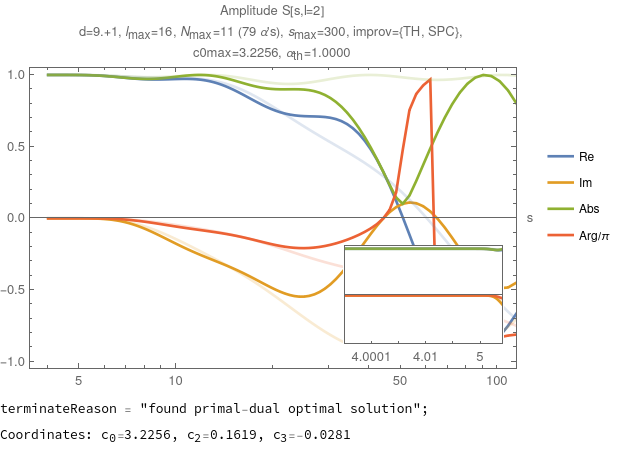 Amplitude S[s,l=2]
d=9.+1, lmax=16, Nmax=11 (79 α's), smax=300, improv={TH, SPC},
c0max=3.2256, αth=1.0000
1.0
0.5
0.0
-0.5
-1.0
s
Re
Im
Abs
Arg/π
4.0001 4.01 5
5 10 50 100
terminateReason = "found primal-dual optimal solution";
Coordinates: c0=3.2256, c2=0.1619, c3=-0.0281